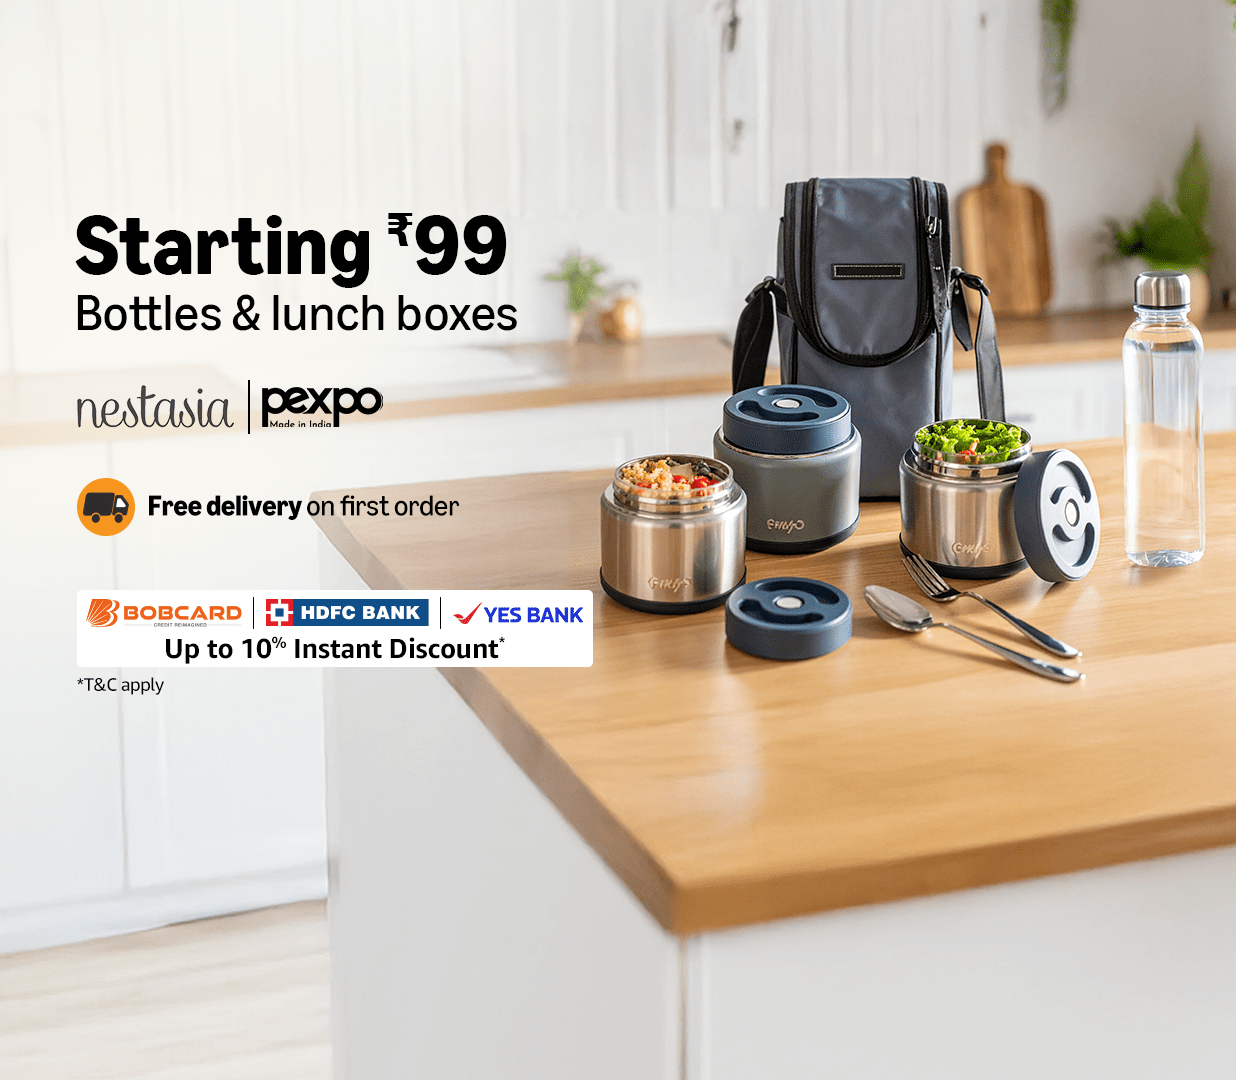 Starting ₹99
Bottles & lunch boxes
nestasia | pexpo
Made in India
Free delivery on first order
BOBCARD | HDFC BANK | YES BANK
CREDIT REIMAGINED
Up to 10% Instant Discount*
*T&C apply